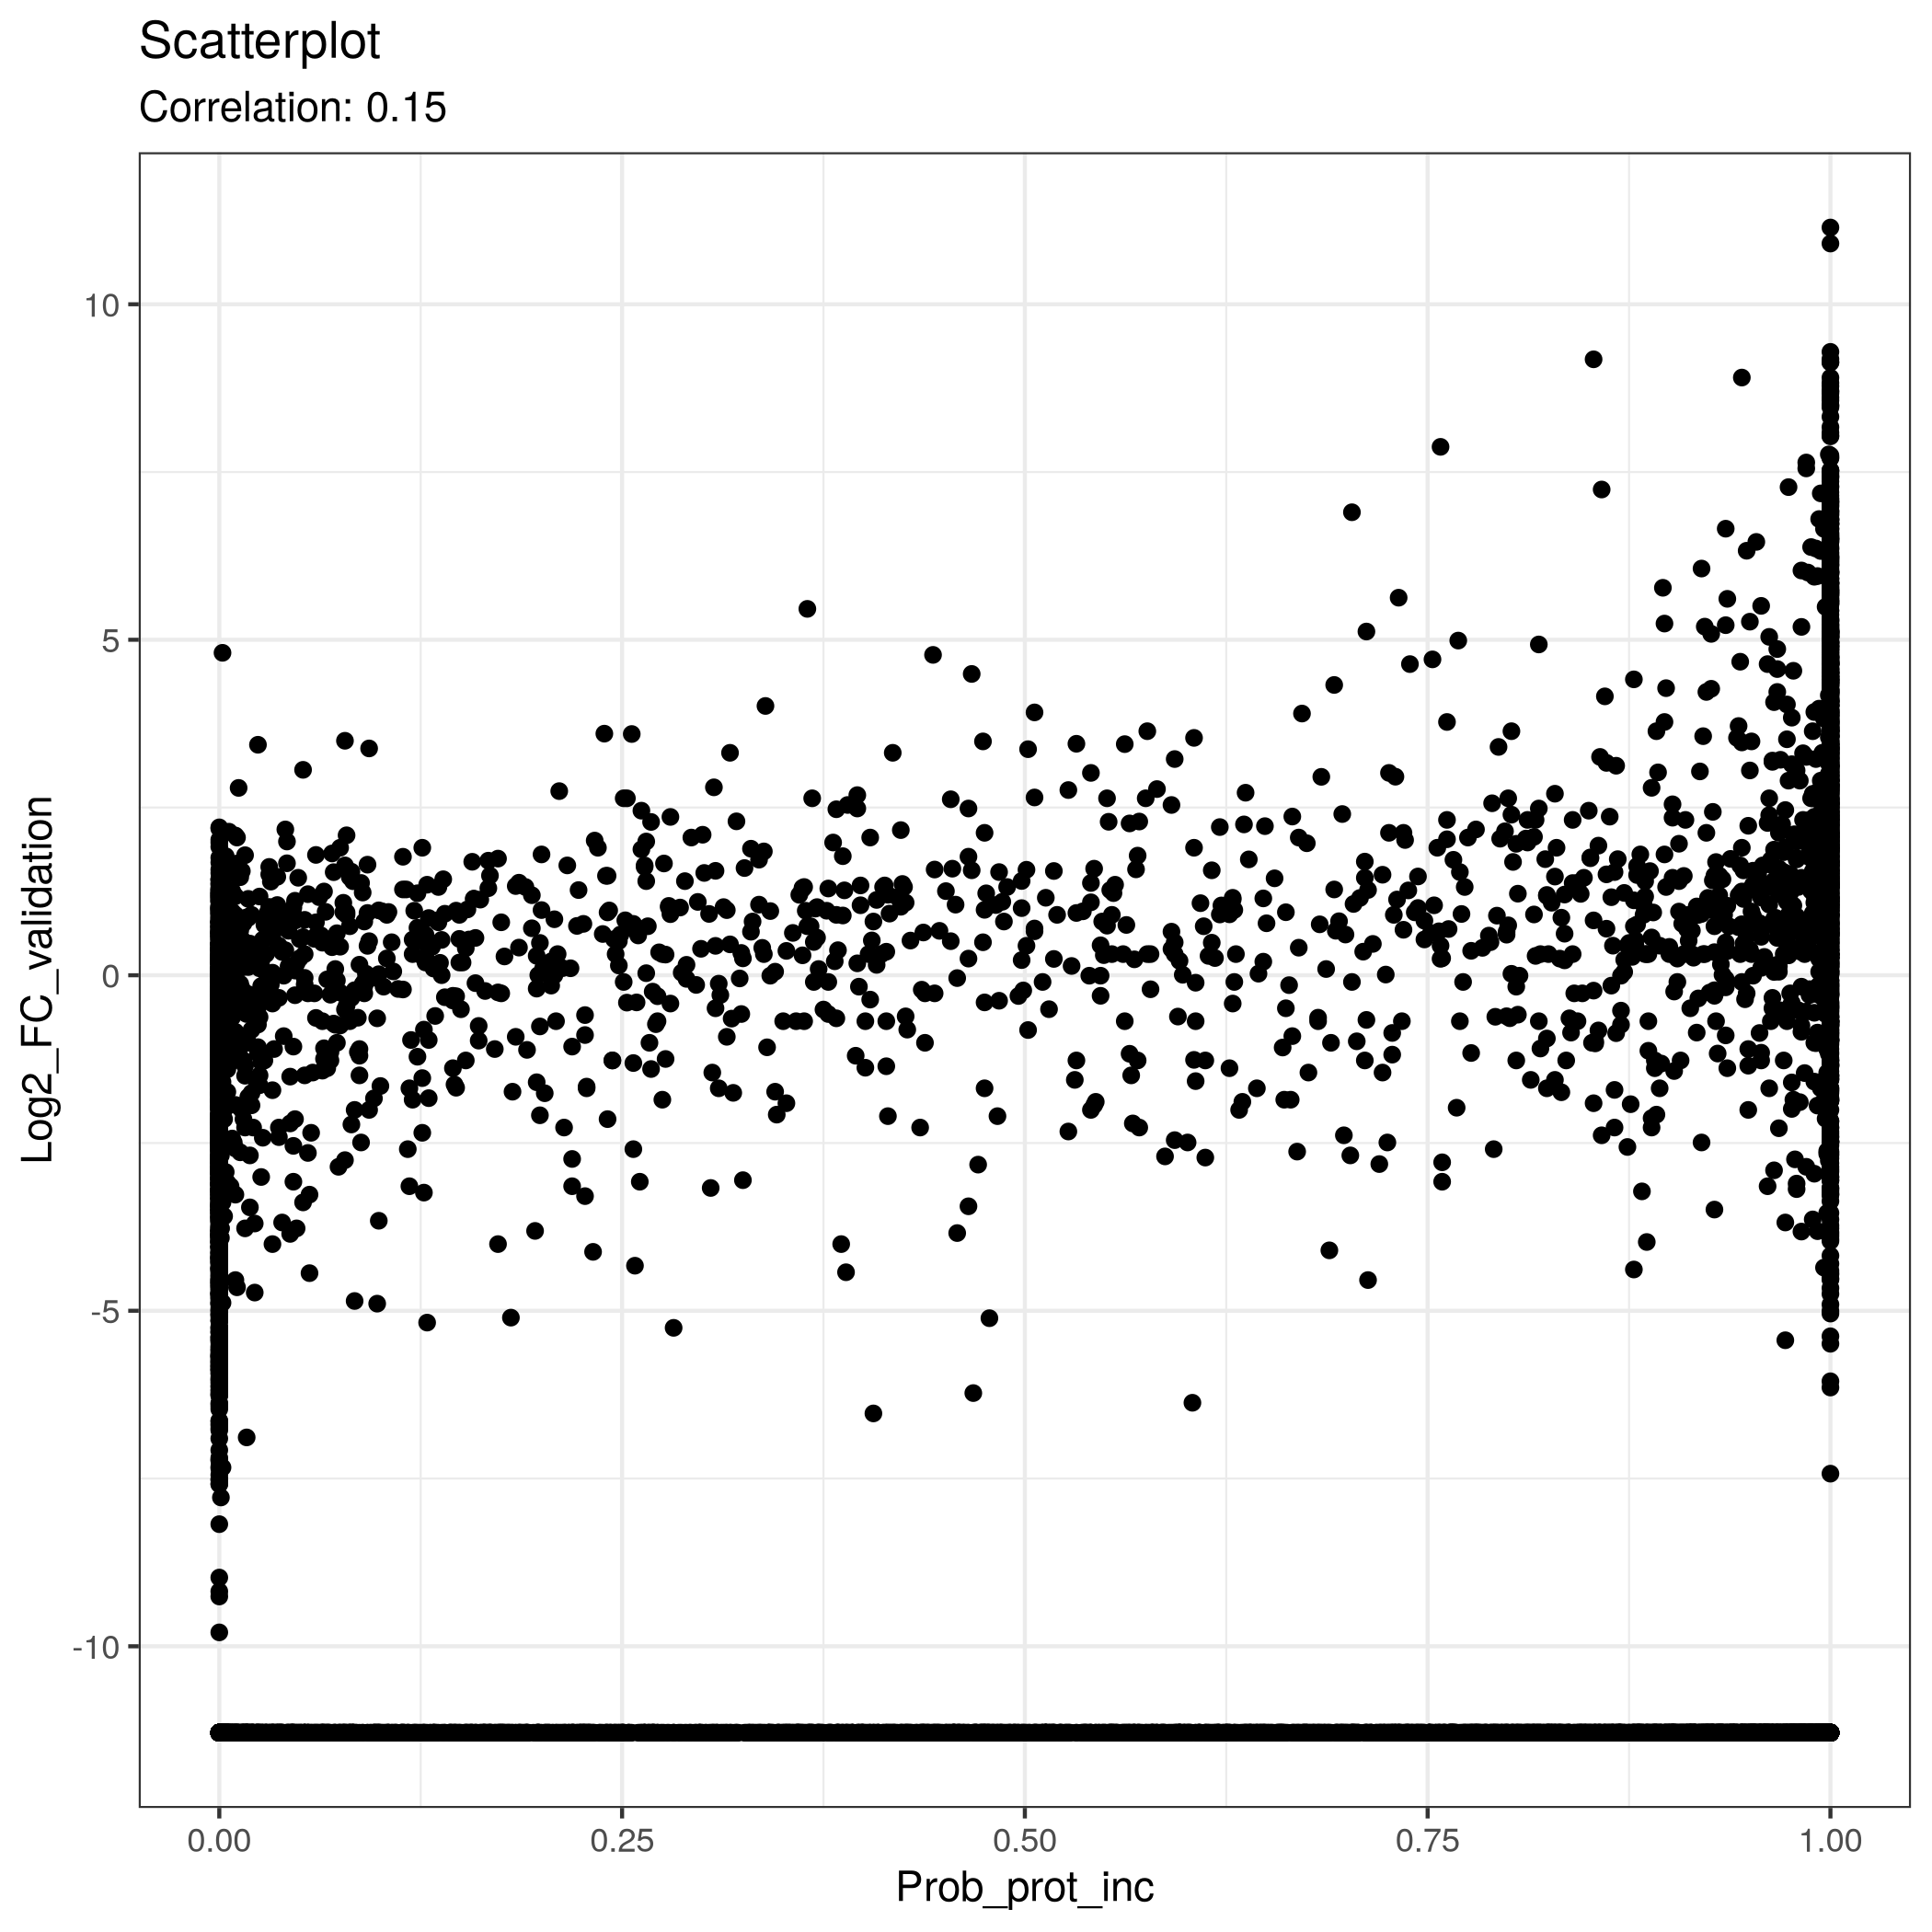 Scatterplot
Correlation: 0.15
Log2_FC_validation
10
5
0
-5
-10
0.00 0.25 0.50 0.75 1.00
Prob_prot_inc